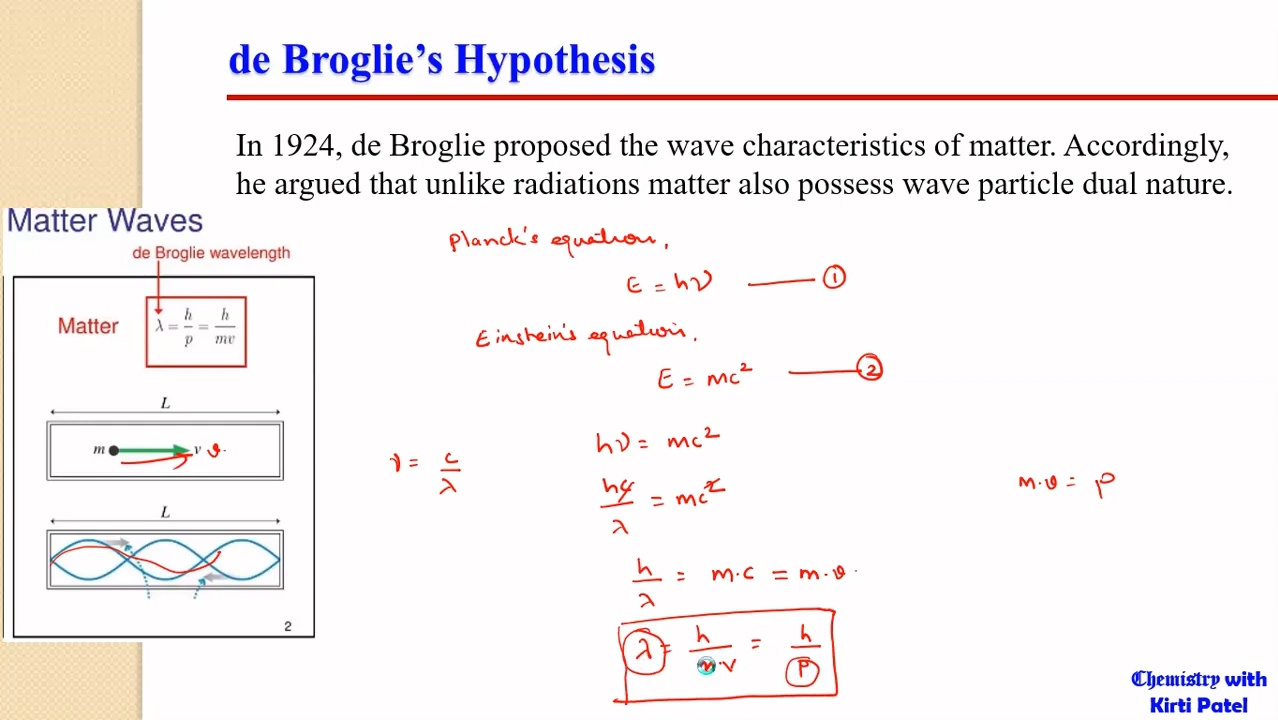 de Broglie’s Hypothesis
In 1924, de Broglie proposed the wave characteristics of matter. Accordingly,
he argued that unlike radiations matter also possess wave particle dual nature.
Matter Waves
de Broglie wavelength
Matter
λ = h/p = h/mv
L
m v ϑ.
L
2
Planck's equation,
E = hν ——— ①
Einstein's equation,
E = mc² ——— ②
hν = mc²
ν = c/λ
hc/λ = mc²
m.ϑ = p
h/λ = m.c = m.ϑ.
λ = h/m.v = h/p
Chemistry with
Kirti Patel